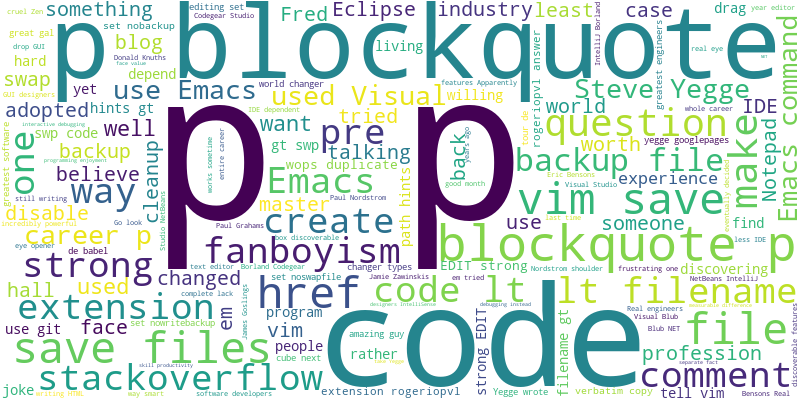 cruel Zen
something
great gal
drop GUI
hard
swap
GUI designers
adopted
yet
p blockquote
editing set
Codegear Studio
set nobackup
Donald Knuths
face value
blog
depend
use Emacs
hints gt
Fred
world changer
used Visual
IDE dependent
Eclipse
living
industry
least
case
drag
IntelliJ Borland
year editor
real eye
features Apparently
willing
Steve Yegge
world
greatest engineers
rogeriopvl answer
IDE
Notepad
Emacs command
whole career
interactive debugging
swp code
well
backup
one
greatest software
programming enjoyment
believe
cleanup
way
still writing
disable
incredibly powerful
Go look
career p
eye opener
de babel
strong
hall
used
changed
p p
works sometime
entire career
want
tried
pre
talking
gt swp
wops duplicate
Emacs
path hints
master
Paul Nordstrom
create
Paul Grahams
fanboyism
box discoverable
back
years ago
good month
tour de
question
worth
yegge googlepages
Eric Bensons
backup file
make
vim save
Visual Studio
experience
someone
use
find
eventually decided
less IDE
last time
discovering
blockquote p
changer types
EDIT strong
Nordstrom shoulder
frustrating one
Studio NetBeans
extension
text editor
Borland Codegear
href
set noswapfile
em tried
Jamie Zawinskis
code lt
debugging instead
designers IntelliSense
lt filename
NetBeans IntelliJ
Real engineers
Visual Blub
Blub NET
file
complete lack
set nowritebackup
use git
face
em
James Goslings
program
vim
amazing guy
rather
strong EDIT
filename gt
profession
save files
people
cube next
code
comment
discoverable features
stackoverflow
extension rogeriopvl
Yegge wrote
verbatim copy
tell vim
separate fact
joke
writing HTML
skill productivity
way smart
software developers
Bensons Real